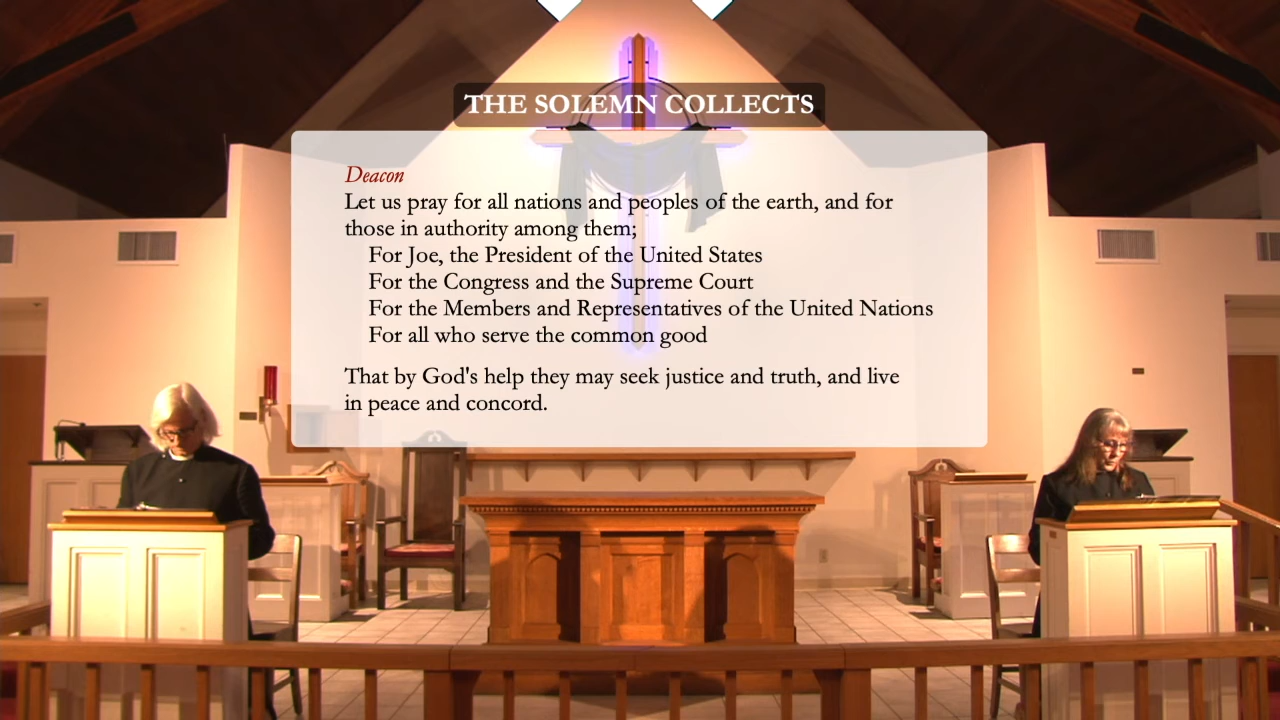 THE SOLEMN COLLECTS
Deacon
Let us pray for all nations and peoples of the earth, and for
those in authority among them;
For Joe, the President of the United States
For the Congress and the Supreme Court
For the Members and Representatives of the United Nations
For all who serve the common good
That by God's help they may seek justice and truth, and live
in peace and concord.